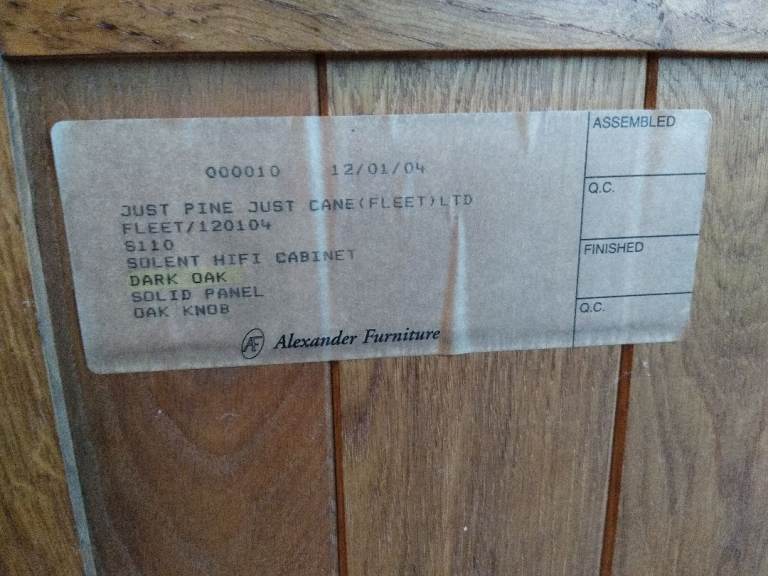 000010 12/01/04
JUST PINE JUST CANE(FLEET)LTD
FLEET/120104
S110
SOLENT HIFI CABINET
DARK OAK
SOLID PANEL
OAK KNOB
AF Alexander Furniture
ASSEMBLED
Q.C.
FINISHED
Q.C.